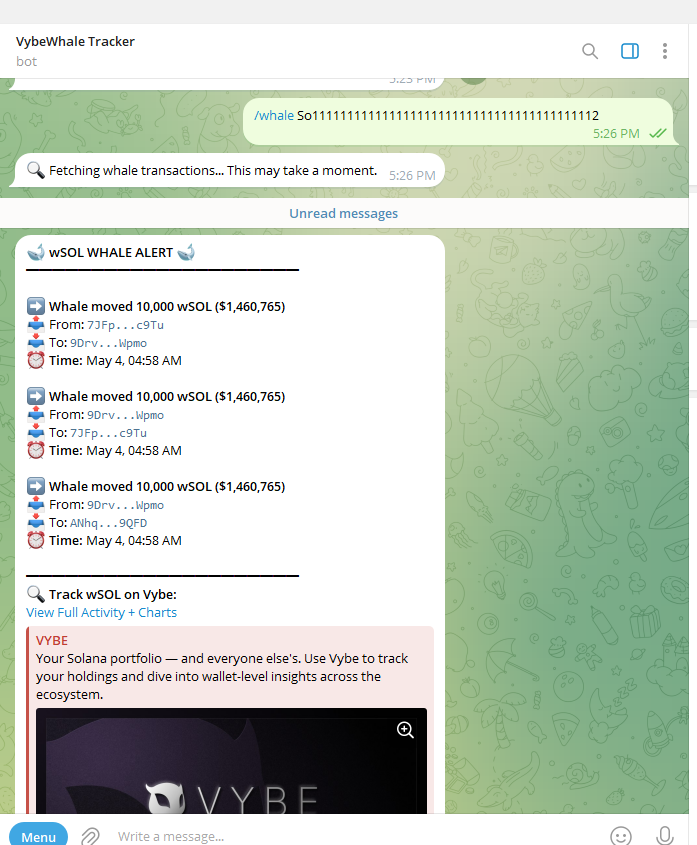 VybeWhale Tracker
bot
5:23 PM
/whale So11111111111111111111111111111111111111112
5:26 PM
Fetching whale transactions... This may take a moment.
5:26 PM
Unread messages
wSOL WHALE ALERT
Whale moved 10,000 wSOL ($1,460,765)
From: 7JFp...c9Tu
To: 9Drv...Wpmo
Time: May 4, 04:58 AM
Whale moved 10,000 wSOL ($1,460,765)
From: 9Drv...Wpmo
To: 7JFp...c9Tu
Time: May 4, 04:58 AM
Whale moved 10,000 wSOL ($1,460,765)
From: 9Drv...Wpmo
To: ANhq...9QFD
Time: May 4, 04:58 AM
Track wSOL on Vybe:
View Full Activity + Charts
VYBE
Your Solana portfolio — and everyone else's. Use Vybe to track
your holdings and dive into wallet-level insights across the
ecosystem.
VYBE
Menu
Write a message...